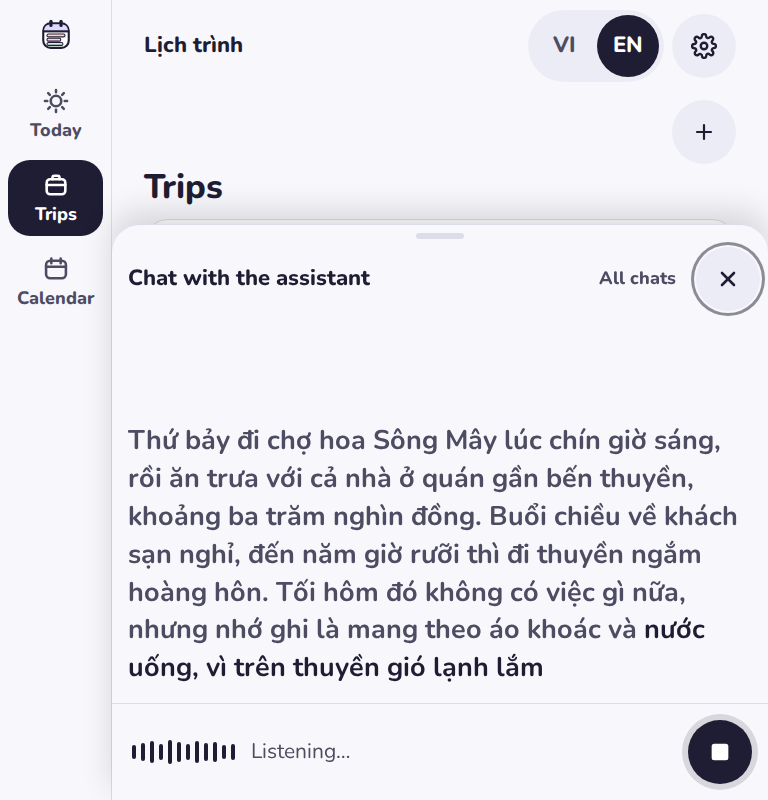 Lịch trình
VI
EN
Today
Trips
Calendar
Trips
Chat with the assistant
All chats
Thứ bảy đi chợ hoa Sông Mây lúc chín giờ sáng,
rồi ăn trưa với cả nhà ở quán gần bến thuyền,
khoảng ba trăm nghìn đồng. Buổi chiều về khách
sạn nghỉ, đến năm giờ rưỡi thì đi thuyền ngắm
hoàng hôn. Tối hôm đó không có việc gì nữa,
nhưng nhớ ghi là mang theo áo khoác và nước
uống, vì trên thuyền gió lạnh lắm
Listening...